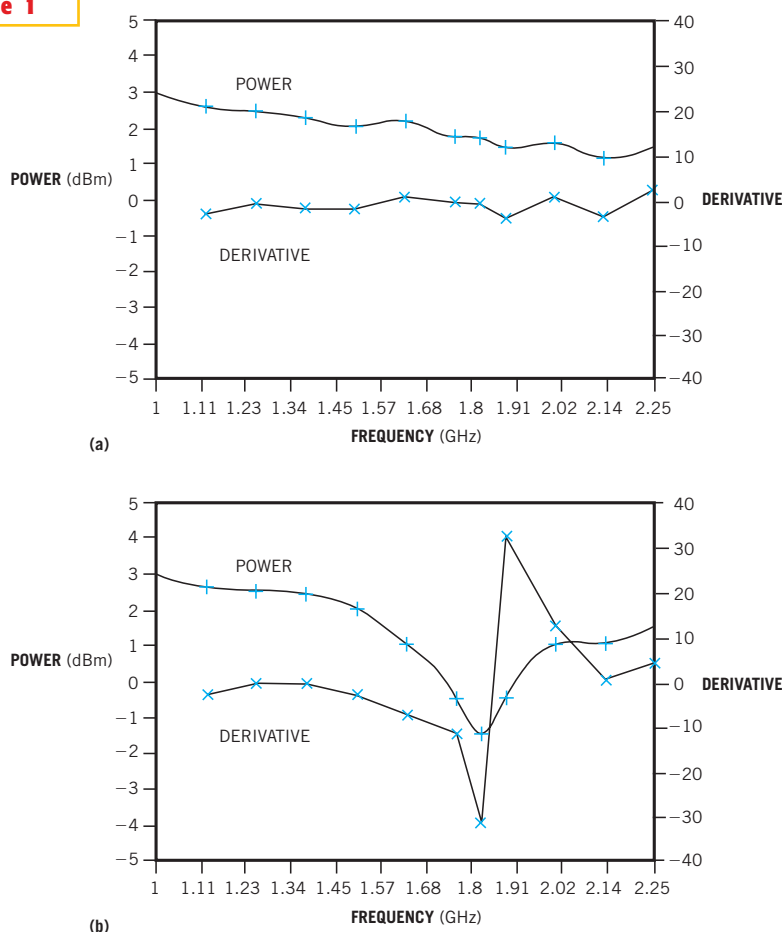 e 1
5 40
4 30
3 20
2 10
1
0 0
−1 −10
−2 −20
−3 −30
−4
−5 −40
POWER
POWER (dBm)
DERIVATIVE
DERIVATIVE
1 1.11 1.23 1.34 1.45 1.57 1.68 1.8 1.91 2.02 2.14 2.25
FREQUENCY (GHz)
(a)
5 40
4 30
3 20
2 10
1
0 0
−1 −10
−2 −20
−3 −30
−4
−5 −40
POWER
POWER (dBm)
DERIVATIVE
DERIVATIVE
1 1.11 1.23 1.34 1.45 1.57 1.68 1.8 1.91 2.02 2.14 2.25
FREQUENCY (GHz)
(b)